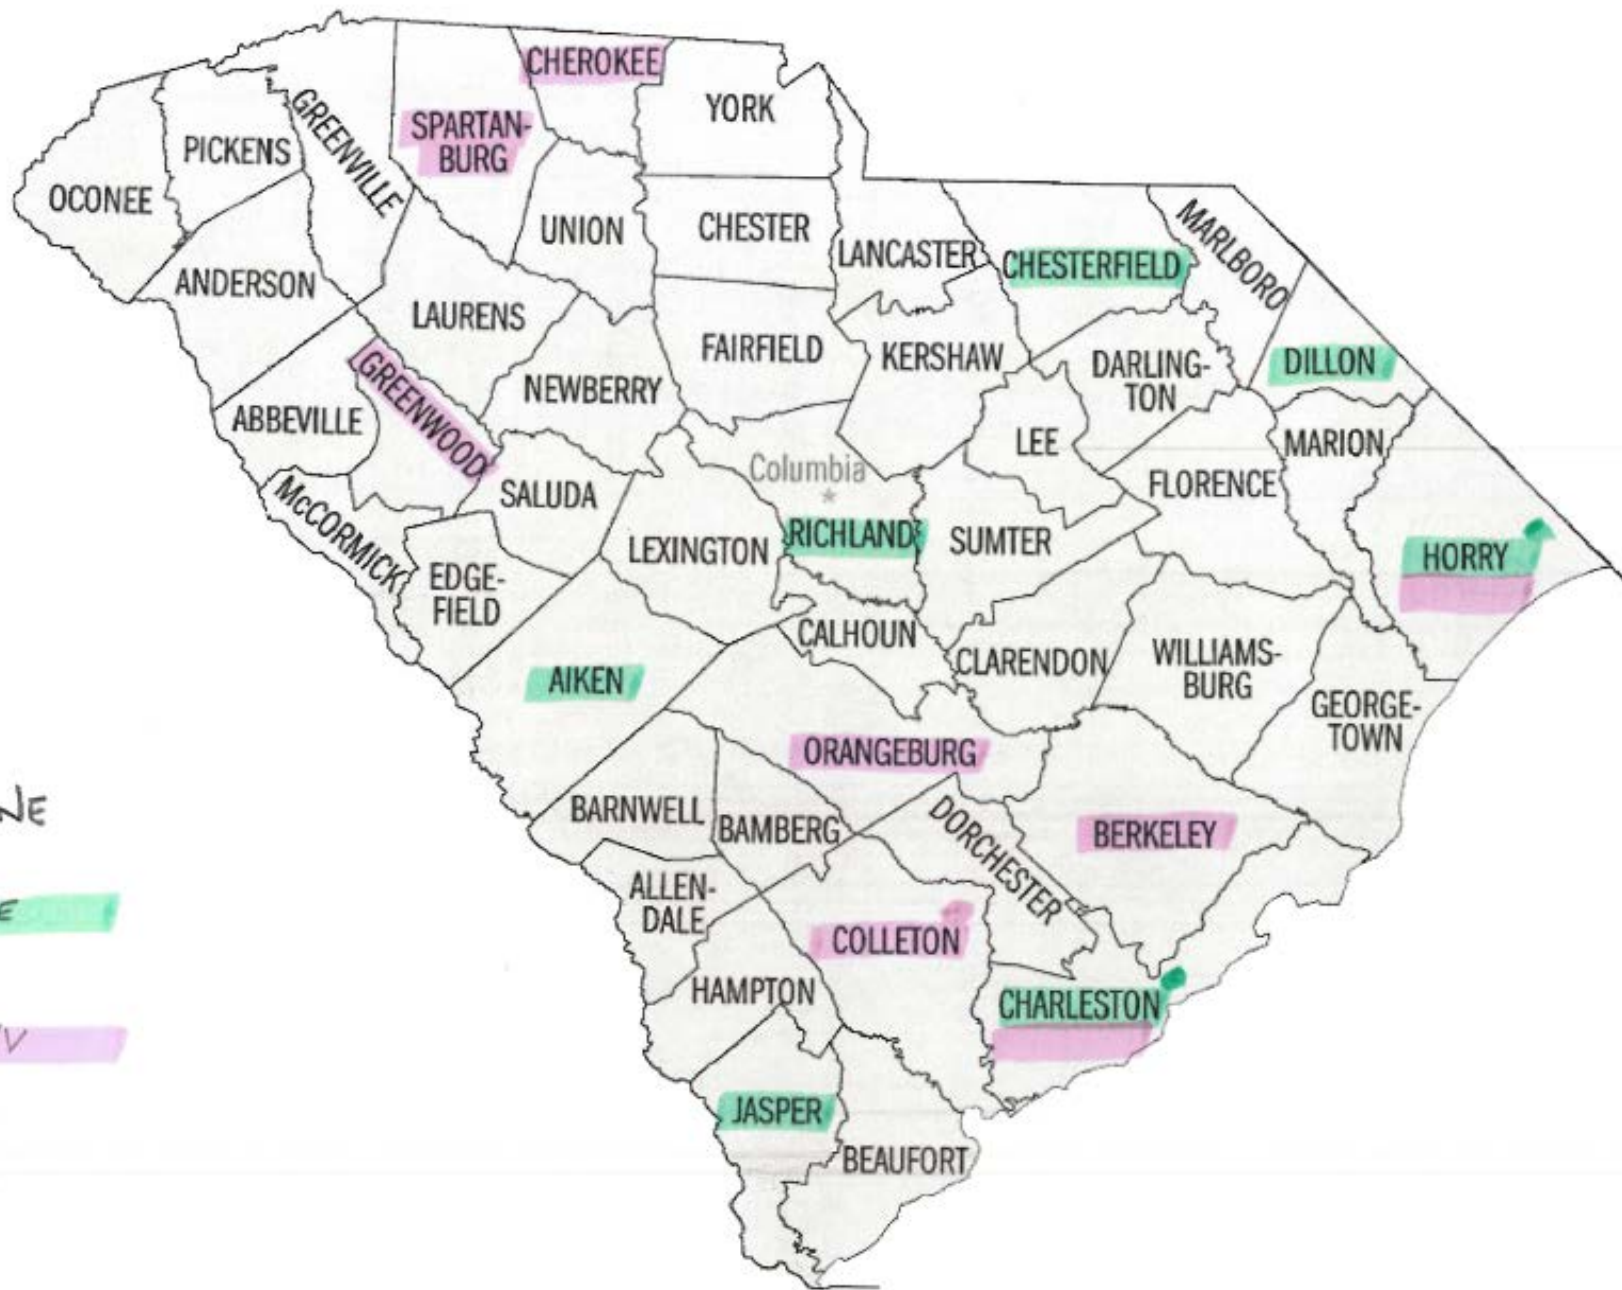 CHEROKEE
YORK
SPARTAN-
BURG
GREENVILLE
PICKENS
OCONEE
UNION
CHESTER
LANCASTER
CHESTERFIELD
MARLBORO
ANDERSON
LAURENS
FAIRFIELD
KERSHAW
DARLING-
TON
DILLON
GREENWOOD
NEWBERRY
ABBEVILLE
LEE
MARION
Columbia
FLORENCE
SALUDA
McCORMICK
LEXINGTON
RICHLAND
SUMTER
HORRY
EDGE-
FIELD
CALHOUN
CLARENDON
WILLIAMS-
BURG
AIKEN
GEORGE-
TOWN
ORANGEBURG
BARNWELL
BAMBERG
DORCHESTER
BERKELEY
ALLEN-
DALE
COLLETON
HAMPTON
CHARLESTON
JASPER
BEAUFORT